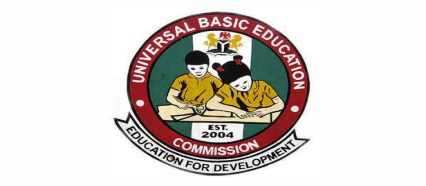 UNIVERSAL BASIC EDUCATION
EST.
2004
COMMISSION
EDUCATION FOR DEVELOPMENT